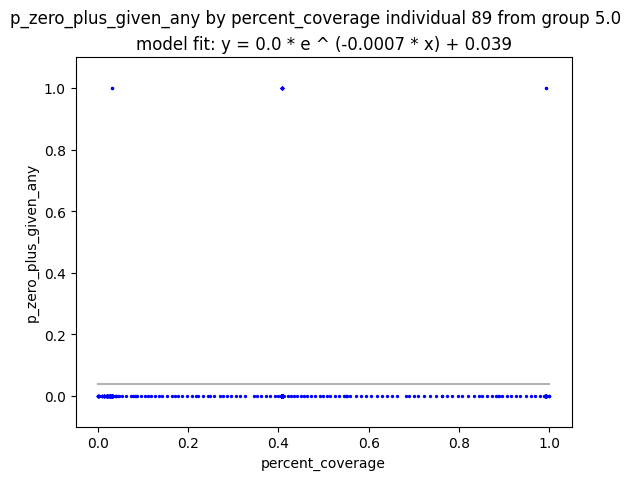 p_zero_plus_given_any by percent_coverage individual 89 from group 5.0
model fit: y = 0.0 * e ^ (-0.0007 * x) + 0.039
p_zero_plus_given_any
1.0
0.8
0.6
0.4
0.2
0.0
0.0 0.2 0.4 0.6 0.8 1.0
percent_coverage